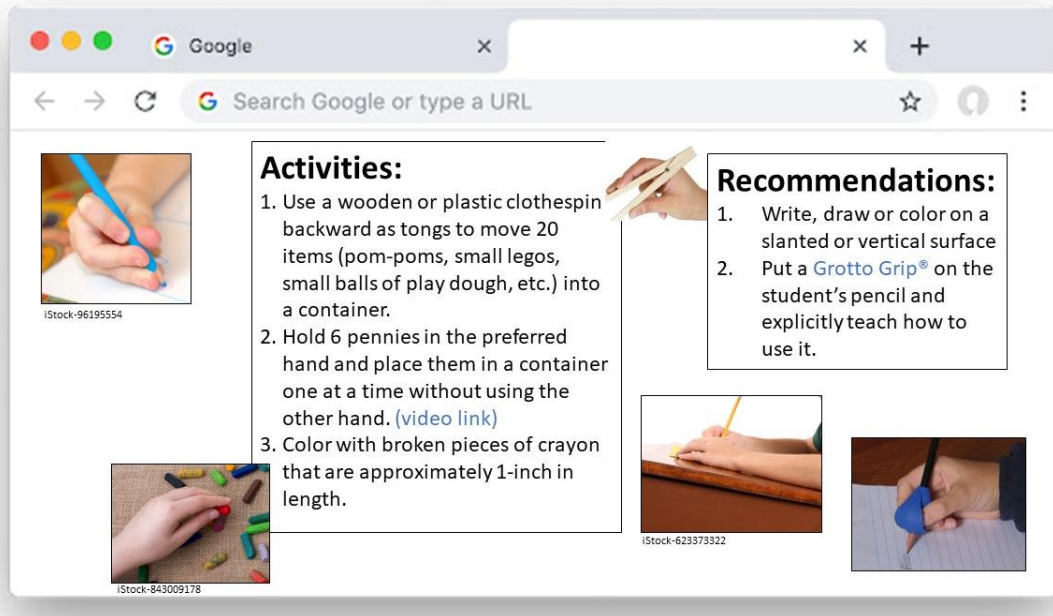 Google
Search Google or type a URL
iStock-96195554
Activities:
1. Use a wooden or plastic clothespin
backward as tongs to move 20
items (pom-poms, small legos,
small balls of play dough, etc.) into
a container.
2. Hold 6 pennies in the preferred
hand and place them in a container
one at a time without using the
other hand. (video link)
3. Color with broken pieces of crayon
that are approximately 1-inch in
length.
iStock-843009178
Recommendations:
1. Write, draw or color on a
slanted or vertical surface
2. Put a Grotto Grip® on the
student's pencil and
explicitly teach how to
use it.
iStock-623373322